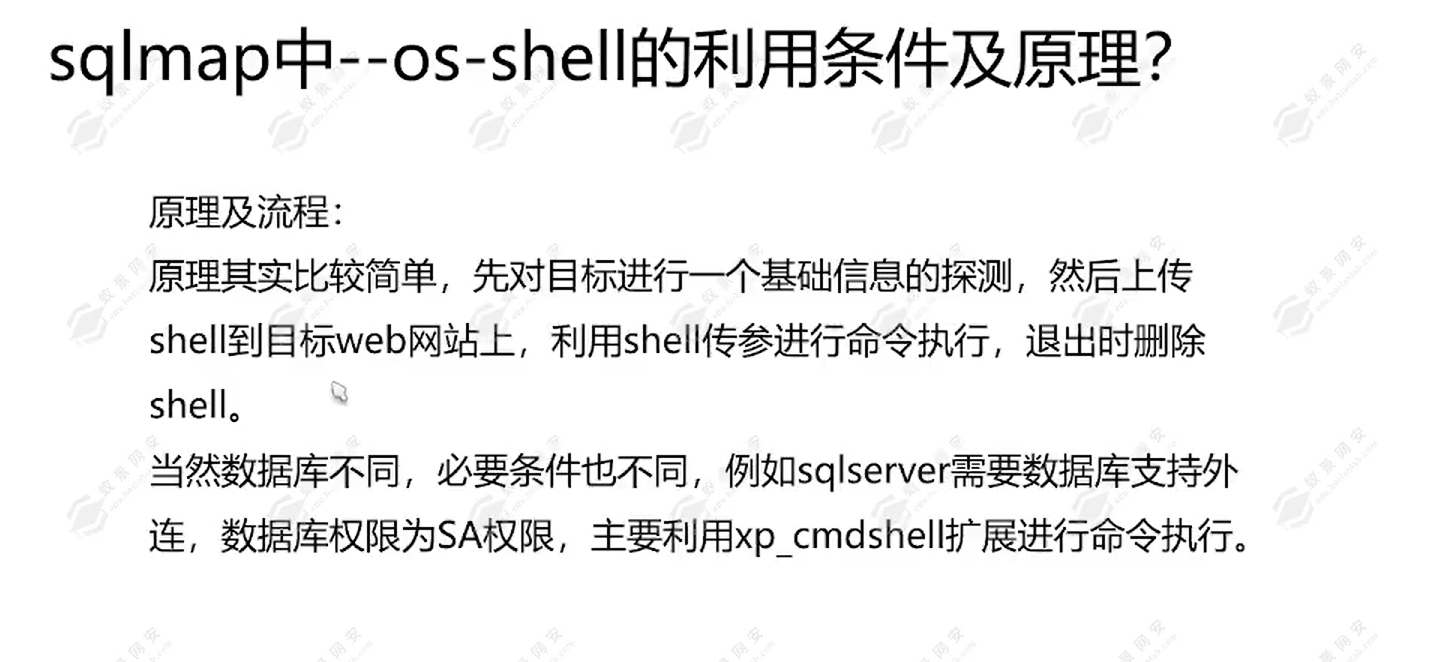 sqlmap中--os-shell的利用条件及原理?
原理及流程：
原理其实比较简单，先对目标进行一个基础信息的探测，然后上传
shell到目标web网站上，利用shell传参进行命令执行，退出时删除
shell。
当然数据库不同，必要条件也不同，例如sqlserver需要数据库支持外
连，数据库权限为SA权限，主要利用xp_cmdshell扩展进行命令执行。
蚁景网安